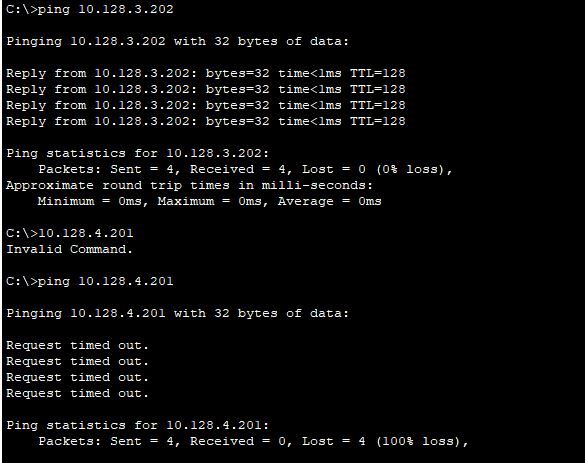 C:\>ping 10.128.3.202
Pinging 10.128.3.202 with 32 bytes of data:
Reply from 10.128.3.202: bytes=32 time<1ms TTL=128
Reply from 10.128.3.202: bytes=32 time<1ms TTL=128
Reply from 10.128.3.202: bytes=32 time<1ms TTL=128
Reply from 10.128.3.202: bytes=32 time<1ms TTL=128
Ping statistics for 10.128.3.202:
    Packets: Sent = 4, Received = 4, Lost = 0 (0% loss),
Approximate round trip times in milli-seconds:
    Minimum = 0ms, Maximum = 0ms, Average = 0ms
C:\>10.128.4.201
Invalid Command.
C:\>ping 10.128.4.201
Pinging 10.128.4.201 with 32 bytes of data:
Request timed out.
Request timed out.
Request timed out.
Request timed out.
Ping statistics for 10.128.4.201:
    Packets: Sent = 4, Received = 0, Lost = 4 (100% loss),